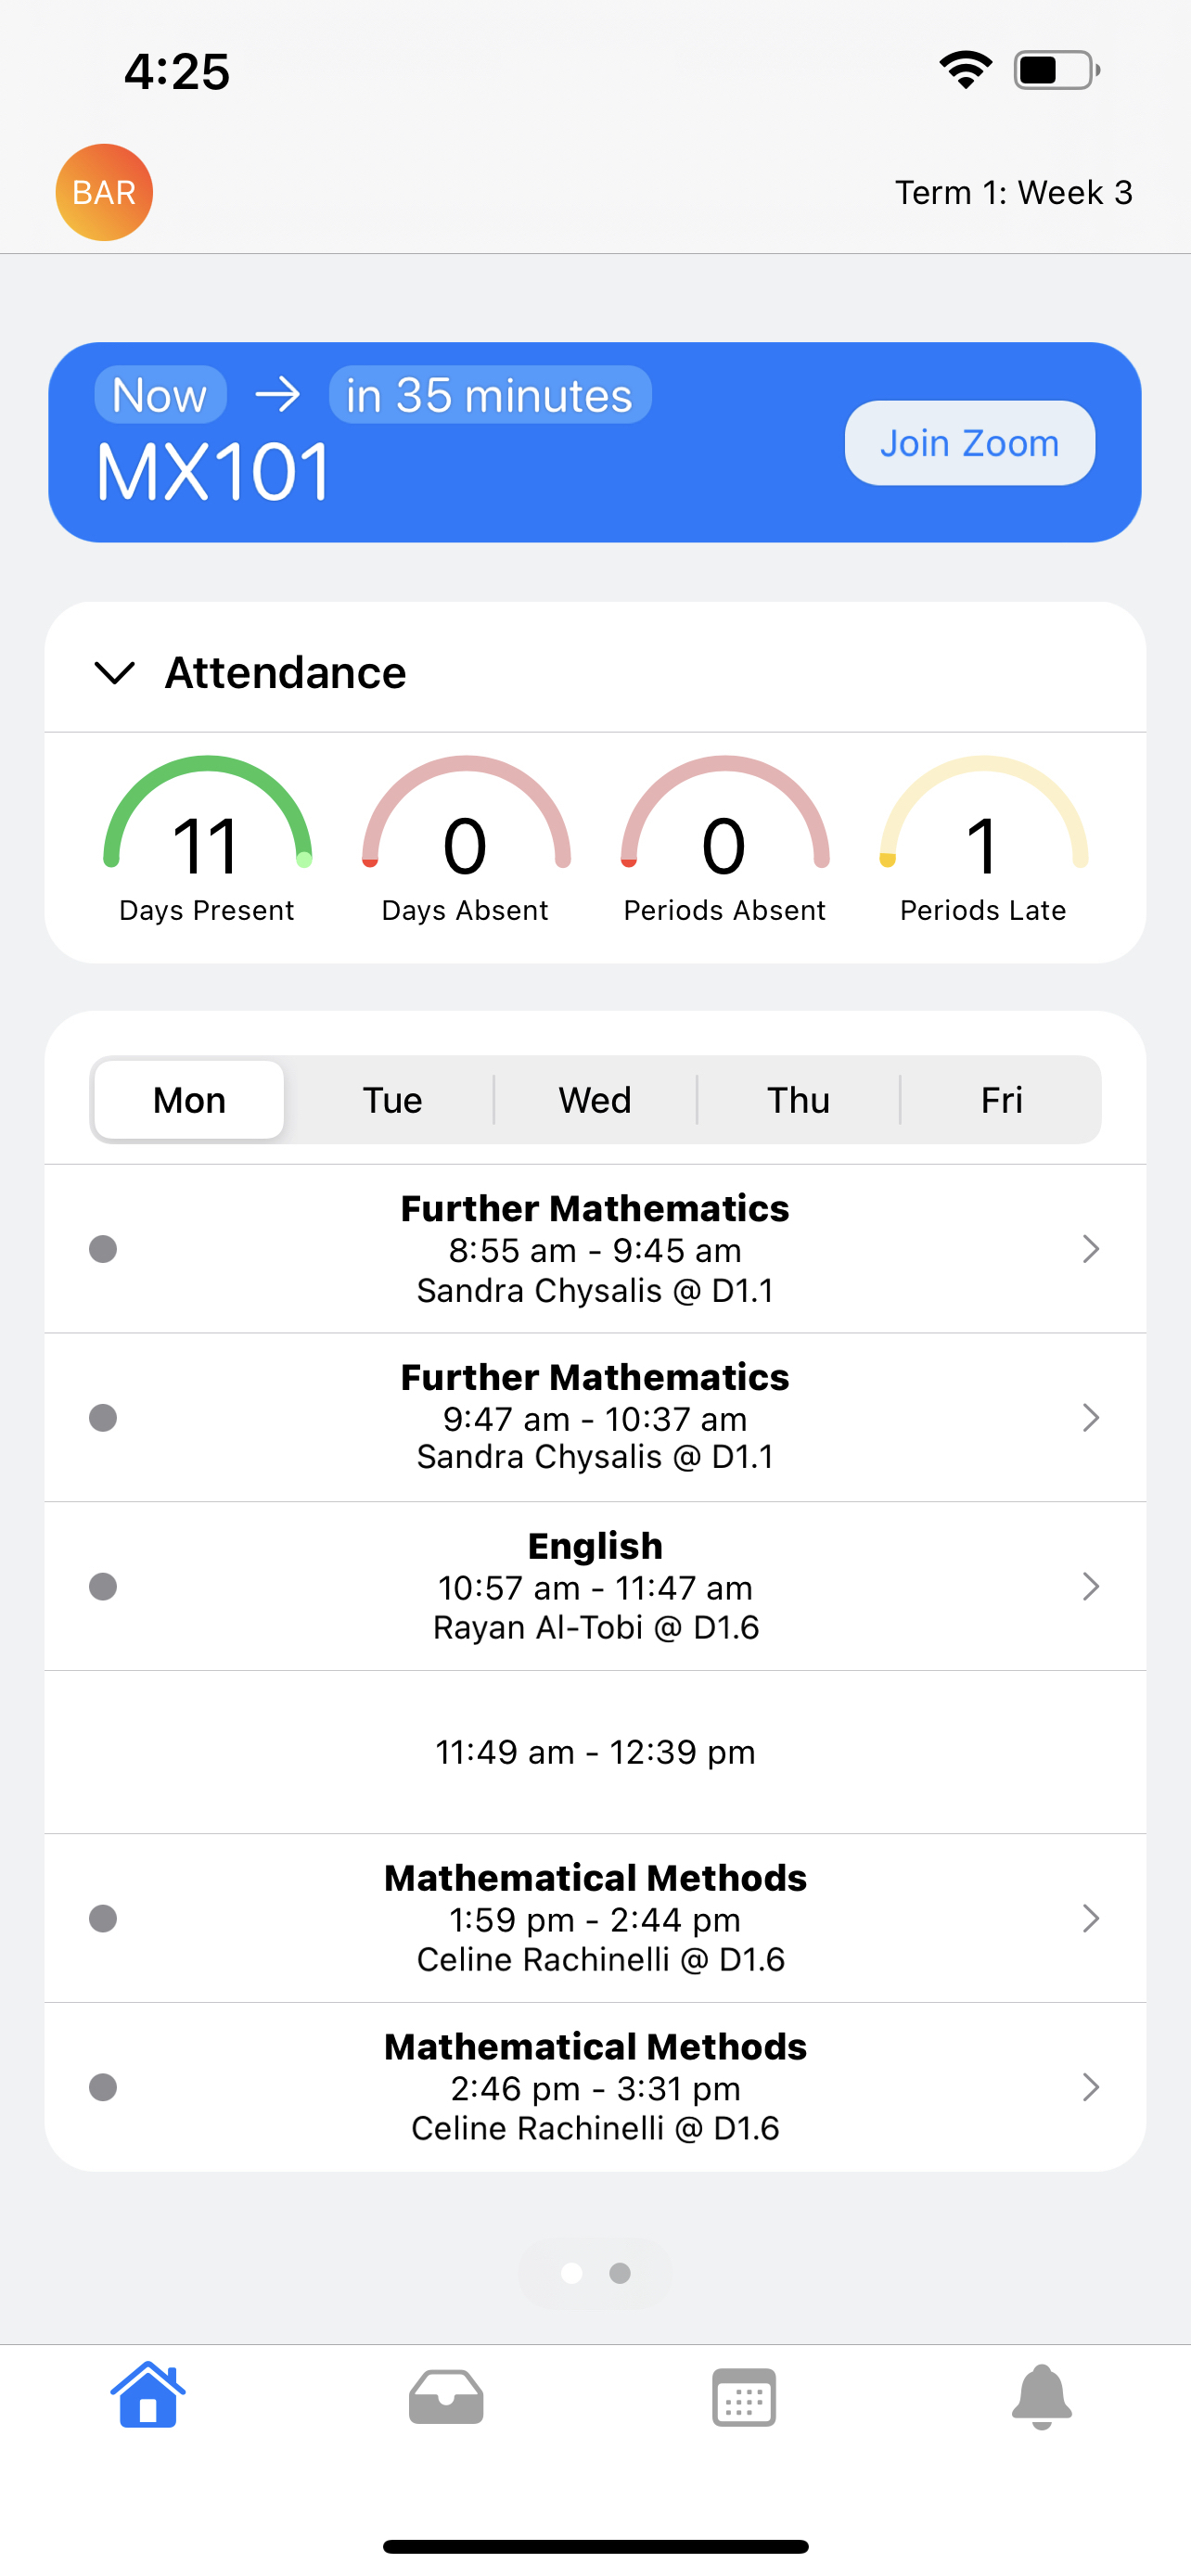 4:25
BAR
Term 1: Week 3
Now → in 35 minutes
MX101
Join Zoom
Attendance
11
Days Present
0
Days Absent
0
Periods Absent
1
Periods Late
Mon Tue Wed Thu Fri
Further Mathematics
8:55 am - 9:45 am
Sandra Chysalis @ D1.1
Further Mathematics
9:47 am - 10:37 am
Sandra Chysalis @ D1.1
English
10:57 am - 11:47 am
Rayan Al-Tobi @ D1.6
11:49 am - 12:39 pm
Mathematical Methods
1:59 pm - 2:44 pm
Celine Rachinelli @ D1.6
Mathematical Methods
2:46 pm - 3:31 pm
Celine Rachinelli @ D1.6